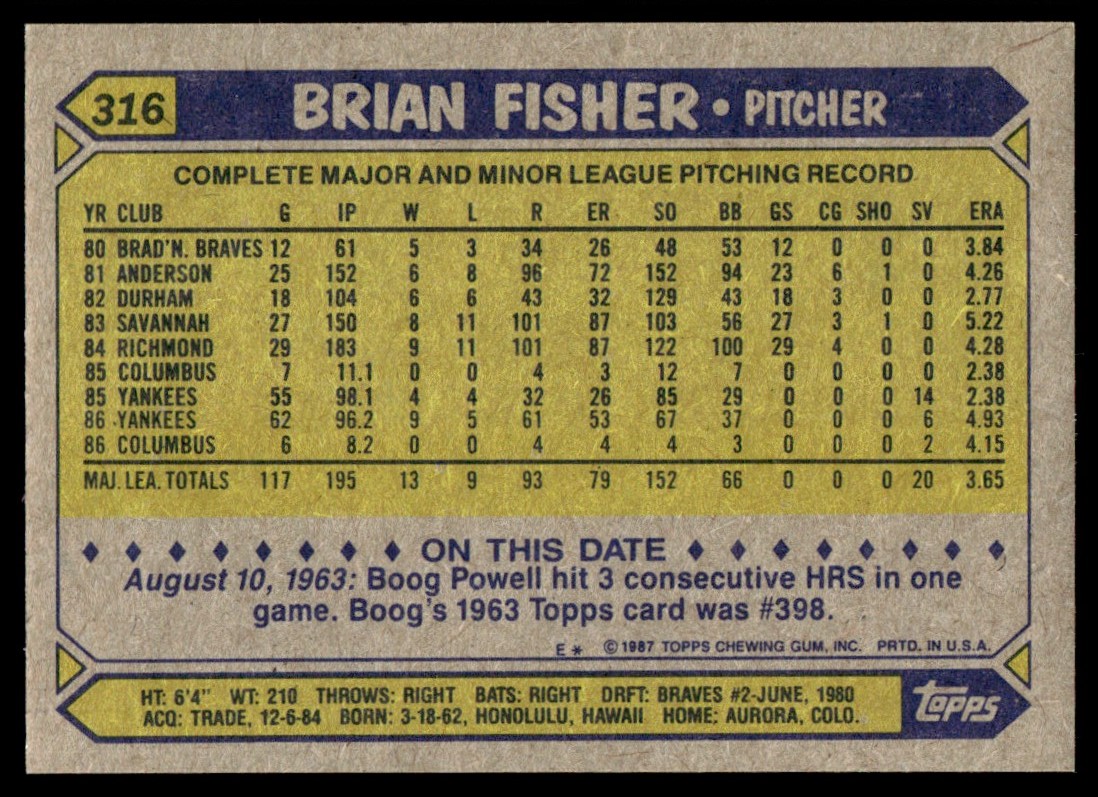 316 BRIAN FISHER • PITCHER
COMPLETE MAJOR AND MINOR LEAGUE PITCHING RECORD
YR CLUB G IP W L R ER SO BB GS CG SHO SV ERA
80 BRAD'N. BRAVES 12 61 5 3 34 26 48 53 12 0 0 0 3.84
81 ANDERSON 25 152 6 8 96 72 152 94 23 6 1 0 4.26
82 DURHAM 18 104 6 6 43 32 129 43 18 3 0 0 2.77
83 SAVANNAH 27 150 8 11 101 87 103 56 27 3 1 0 5.22
84 RICHMOND 29 183 9 11 101 87 122 100 29 4 0 0 4.28
85 COLUMBUS 7 11.1 0 0 4 3 12 7 0 0 0 0 2.38
85 YANKEES 55 98.1 4 4 32 26 85 29 0 0 0 14 2.38
86 YANKEES 62 96.2 9 5 61 53 67 37 0 0 0 6 4.93
86 COLUMBUS 6 8.2 0 0 4 4 4 3 0 0 0 2 4.15
MAJ. LEA. TOTALS 117 195 13 9 93 79 152 66 0 0 0 20 3.65
ON THIS DATE
August 10, 1963: Boog Powell hit 3 consecutive HRS in one
game. Boog's 1963 Topps card was #398.
E* © 1987 TOPPS CHEWING GUM, INC. PRTD. IN U.S.A.
HT: 6'4" WT: 210 THROWS: RIGHT BATS: RIGHT DRFT: BRAVES #2-JUNE, 1980
ACQ: TRADE, 12-6-84 BORN: 3-18-62, HONOLULU, HAWAII HOME: AURORA, COLO.
Topps